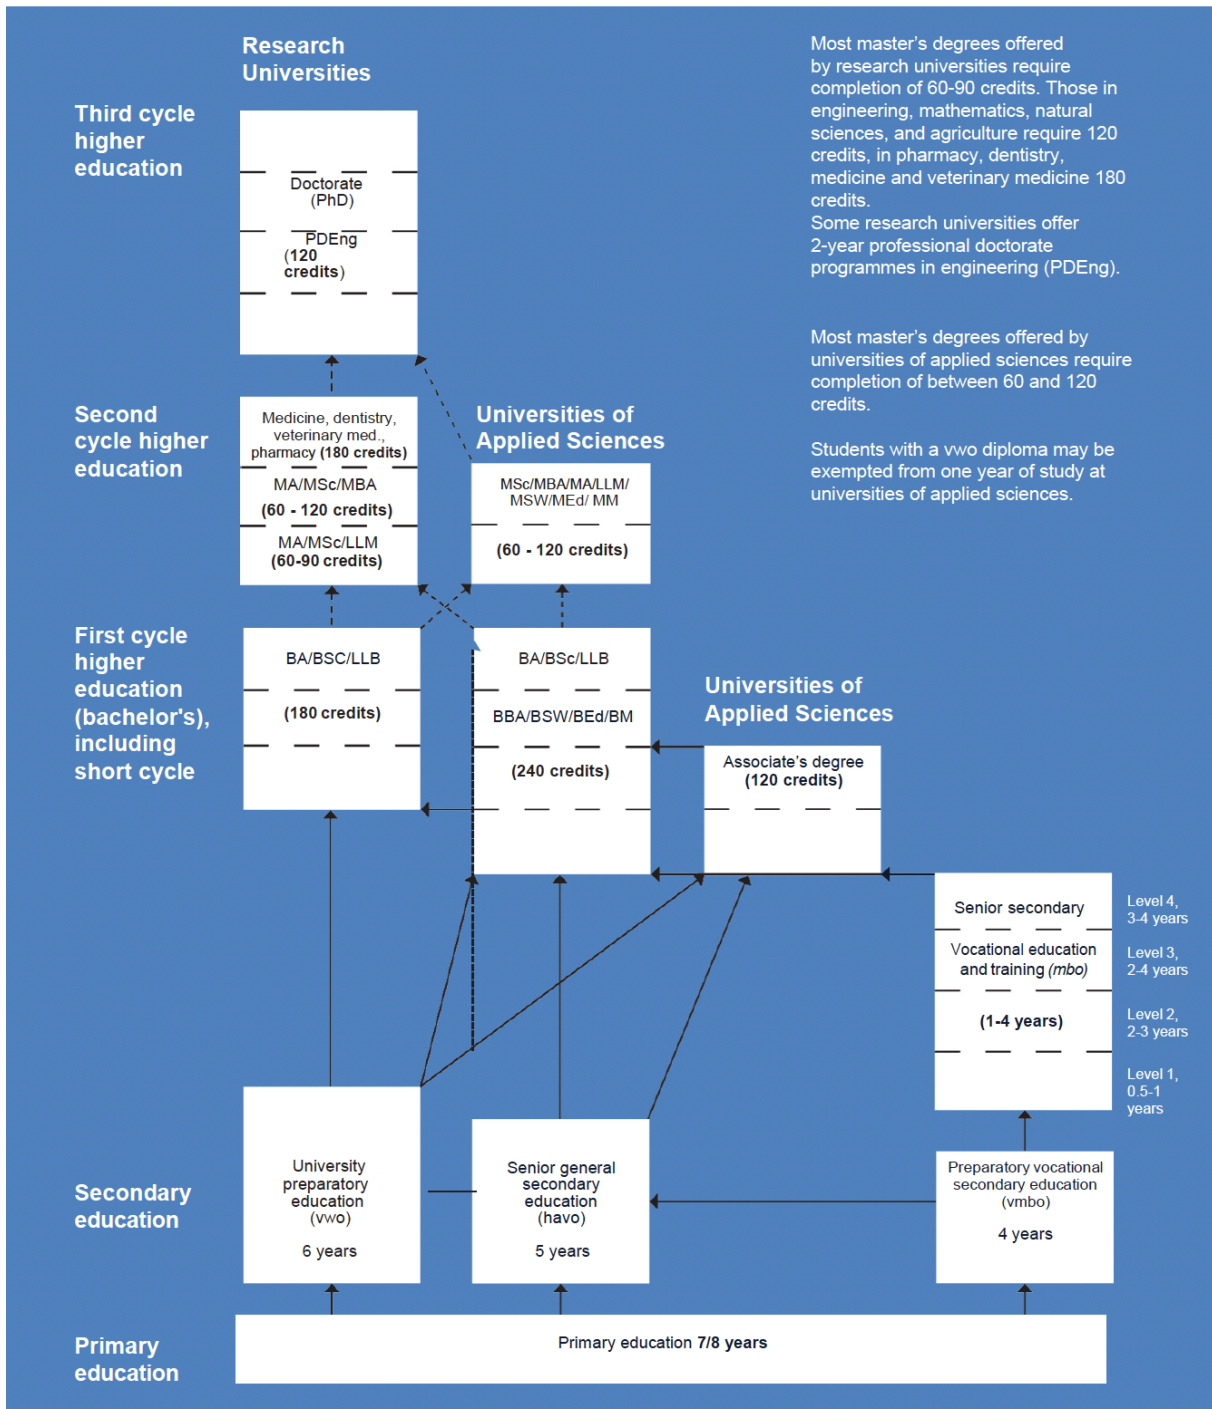 Research
Universities
Third cycle
higher
education
Doctorate
(PhD)
PDEng
(120
credits)
Most master's degrees offered
by research universities require
completion of 60-90 credits. Those in
engineering, mathematics, natural
sciences, and agriculture require 120
credits, in pharmacy, dentistry,
medicine and veterinary medicine 180
credits.
Some research universities offer
2-year professional doctorate
programmes in engineering (PDEng).
Most master's degrees offered by
universities of applied sciences require
completion of between 60 and 120
credits.
Students with a vwo diploma may be
exempted from one year of study at
universities of applied sciences.
Second
cycle higher
education
Medicine, dentistry,
veterinary med.,
pharmacy (180 credits)
MA/MSc/MBA
(60 - 120 credits)
MA/MSc/LLM
(60-90 credits)
Universities of
Applied Sciences
MSc/MBA/MA/LLM/
MSW/MEd/ MM
(60 - 120 credits)
First cycle
higher
education
(bachelor's),
including
short cycle
BA/BSC/LLB
(180 credits)
BA/BSc/LLB
BBA/BSW/BEd/BM
(240 credits)
Universities of
Applied Sciences
Associate's degree
(120 credits)
Senior secondary
Vocational education
and training (mbo)
(1-4 years)
Level 4,
3-4 years
Level 3,
2-4 years
Level 2,
2-3 years
Level 1,
0.5-1
years
Secondary
education
University
preparatory
education
(vwo)
6 years
Senior general
secondary
education
(havo)
5 years
Preparatory vocational
secondary education
(vmbo)
4 years
Primary
education
Primary education 7/8 years